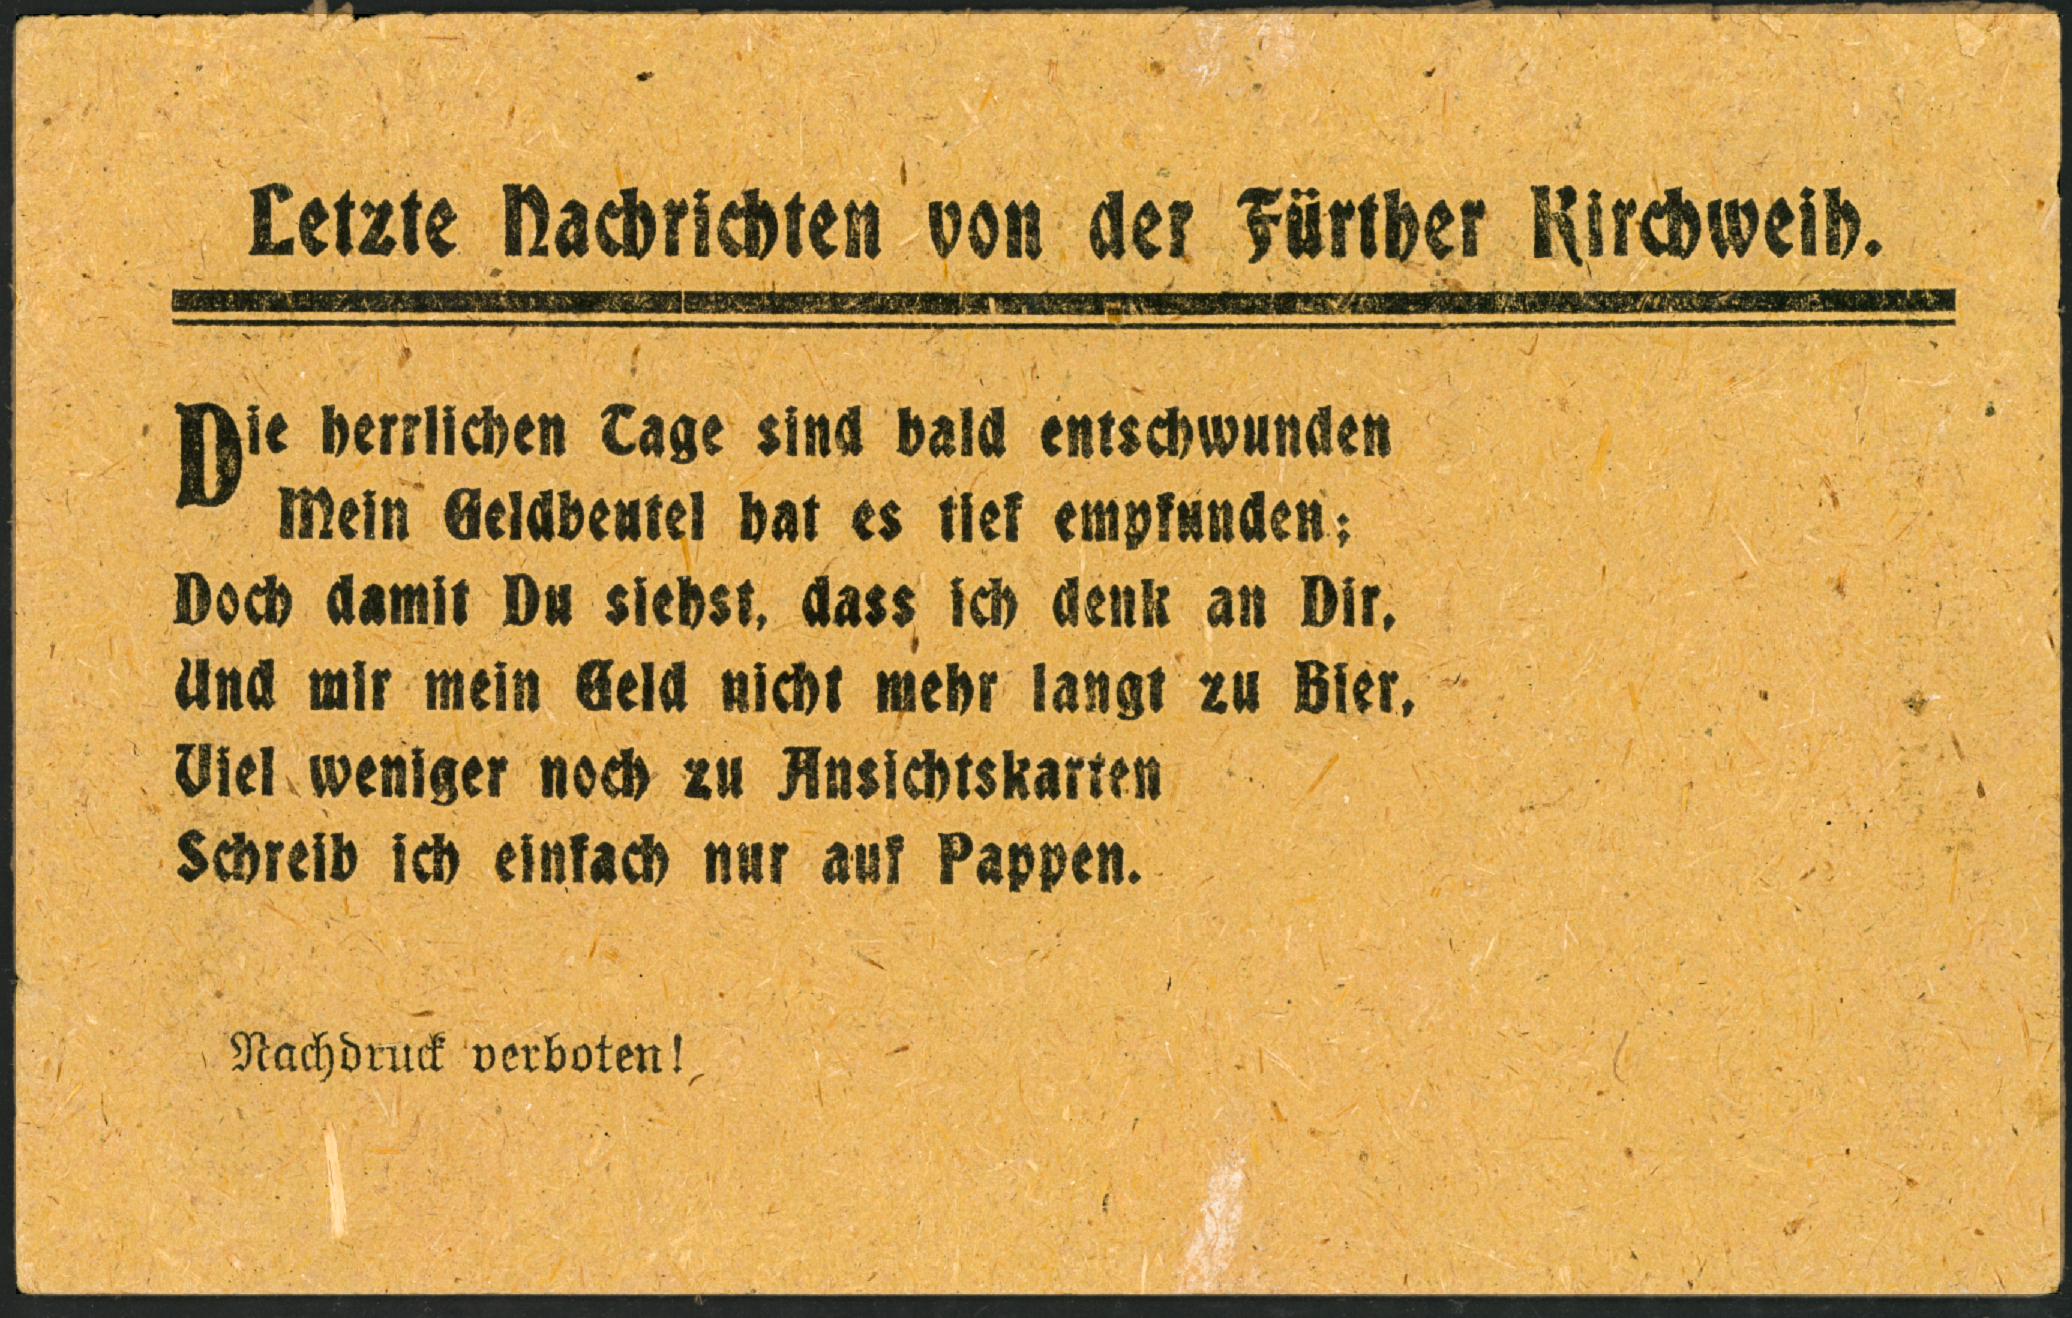 Letzte Nachrichten von der Fürther Kirchweih.
Die herrlichen Tage sind bald entschwunden
Mein Geldbeutel hat es tief empfunden;
Doch damit Du siehst, dass ich denk an Dir,
Und mir mein Geld nicht mehr langt zu Bier,
Viel weniger noch zu Ansichtskarten
Schreib ich einfach nur auf Pappen.
Nachdruck verboten!